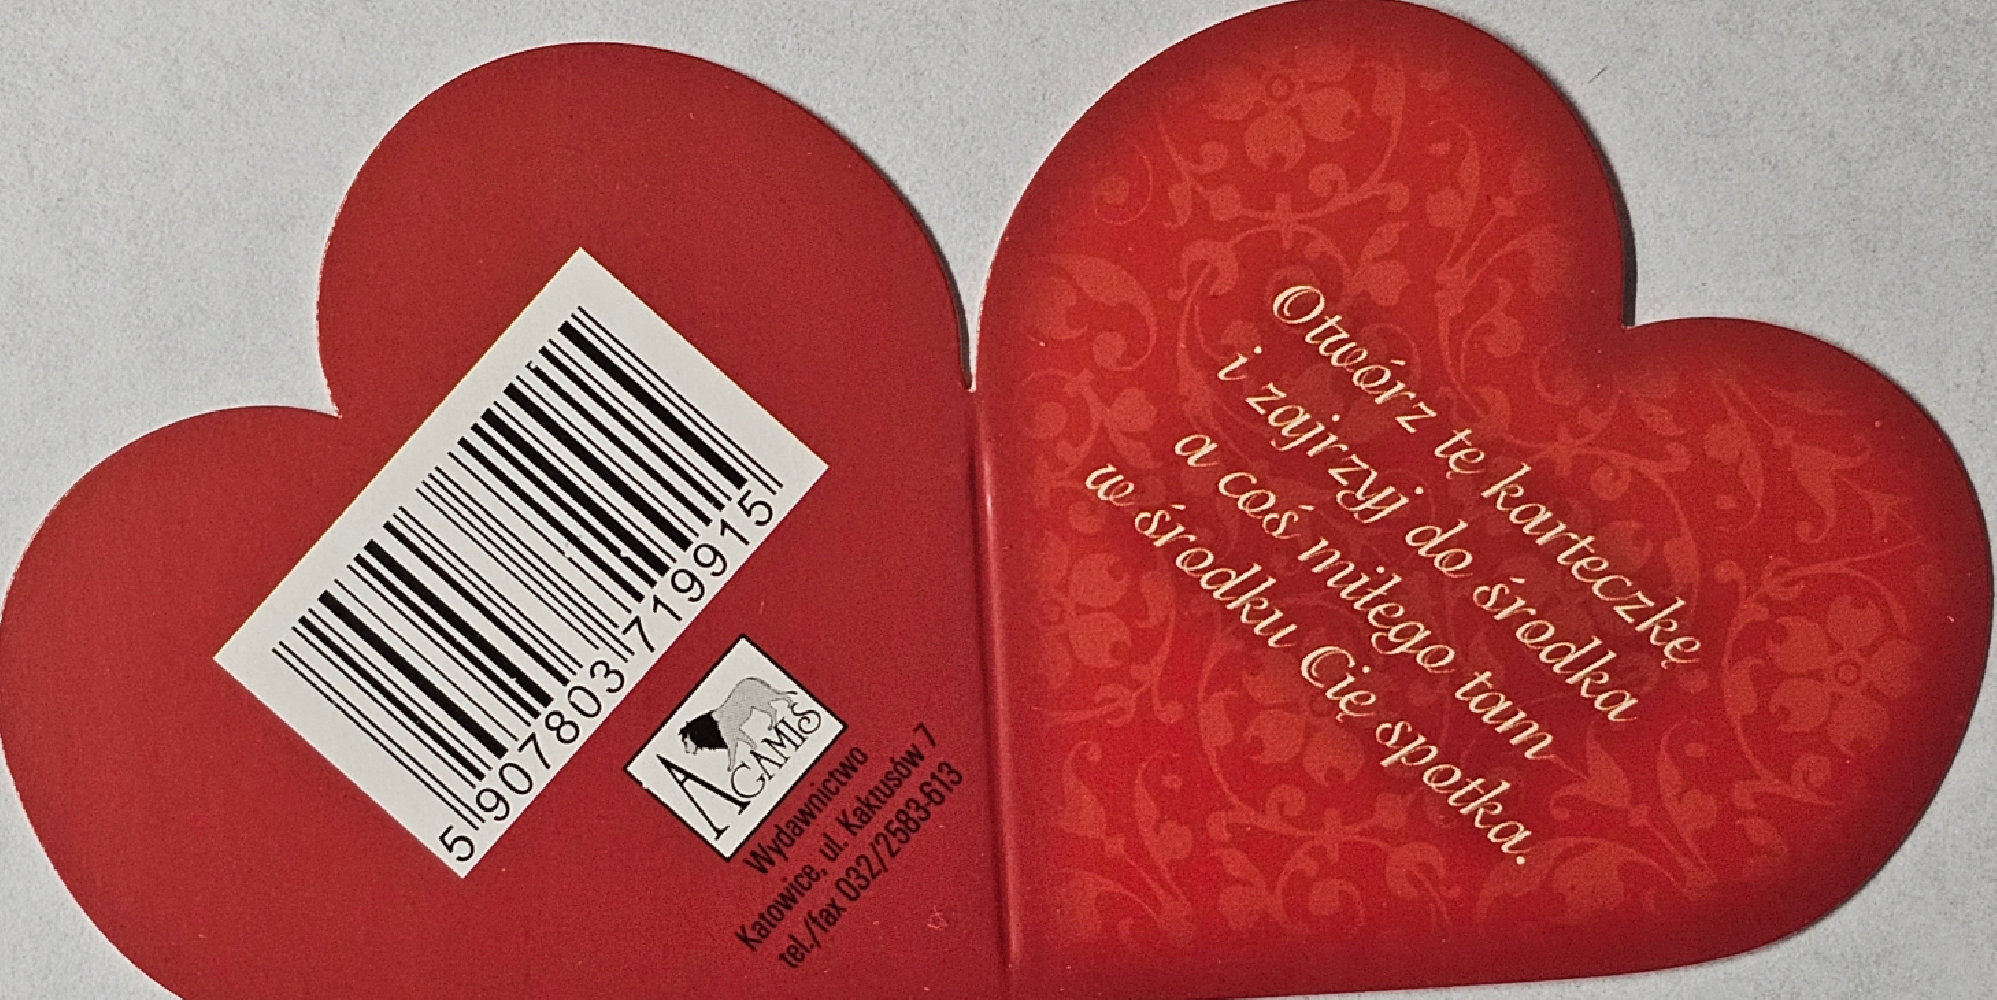 5 907803 719915
AGAMIS
Wydawnictwo
Katowice, ul. Kaktusów 7
tel./fax 032/2583-613
Otwórz tę karteczkę
i zajrzyj do środka
a coś miłego tam
w środku Cię spotka.